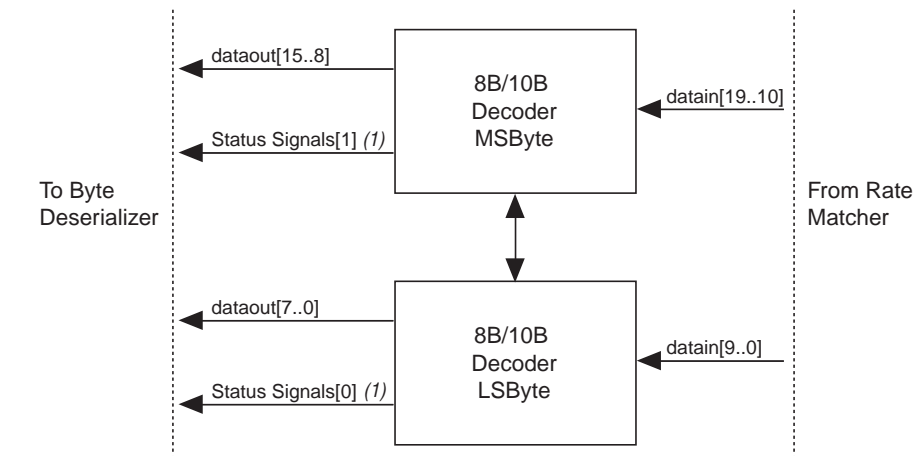 dataout[15..8]
8B/10B
Decoder
MSByte
datain[19..10]
Status Signals[1] (1)
To Byte
Deserializer
From Rate
Matcher
dataout[7..0]
8B/10B
Decoder
LSByte
datain[9..0]
Status Signals[0] (1)